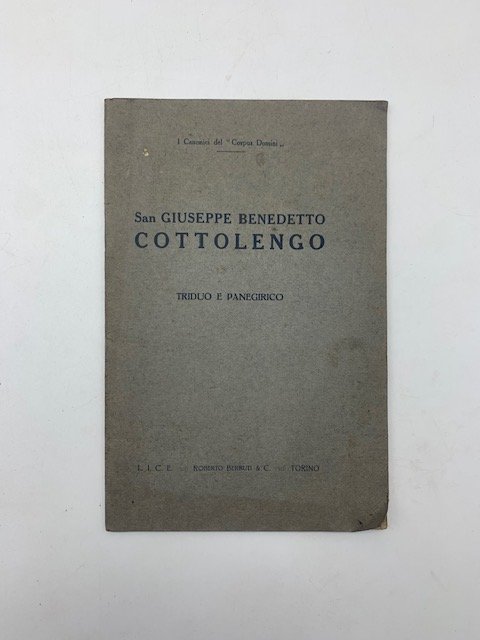 I Canonici del "Corpus Domini„
San GIUSEPPE BENEDETTO
COTTOLENGO
TRIDUO E PANEGIRICO
L. I. C. E. - ROBERTO BERRUTI & C. - TORINO